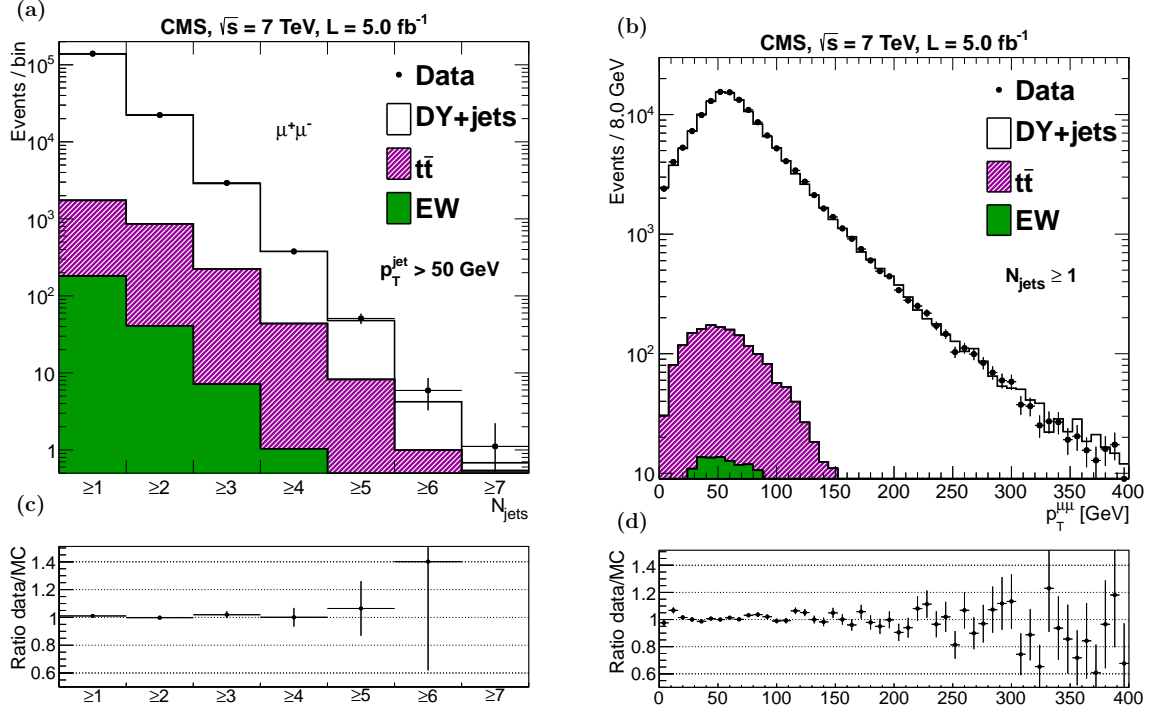 (a)
CMS, √s = 7 TeV, L = 5.0 fb⁻¹
Events / bin
10⁵
10⁴
10³
10²
10
1
μ⁺μ⁻
Data
DY+jets
tt̄
EW
p_T^jet > 50 GeV
≥1 ≥2 ≥3 ≥4 ≥5 ≥6 ≥7
N_jets
(b)
CMS, √s = 7 TeV, L = 5.0 fb⁻¹
Events / 8.0 GeV
10⁴
10³
10²
10
Data
DY+jets
tt̄
EW
N_jets ≥ 1
0 50 100 150 200 250 300 350 400
p_T^μμ [GeV]
(c)
Ratio data/MC
1.4
1.2
1
0.8
0.6
≥1 ≥2 ≥3 ≥4 ≥5 ≥6 ≥7
(d)
Ratio data/MC
1.4
1.2
1
0.8
0.6
0 50 100 150 200 250 300 350 400